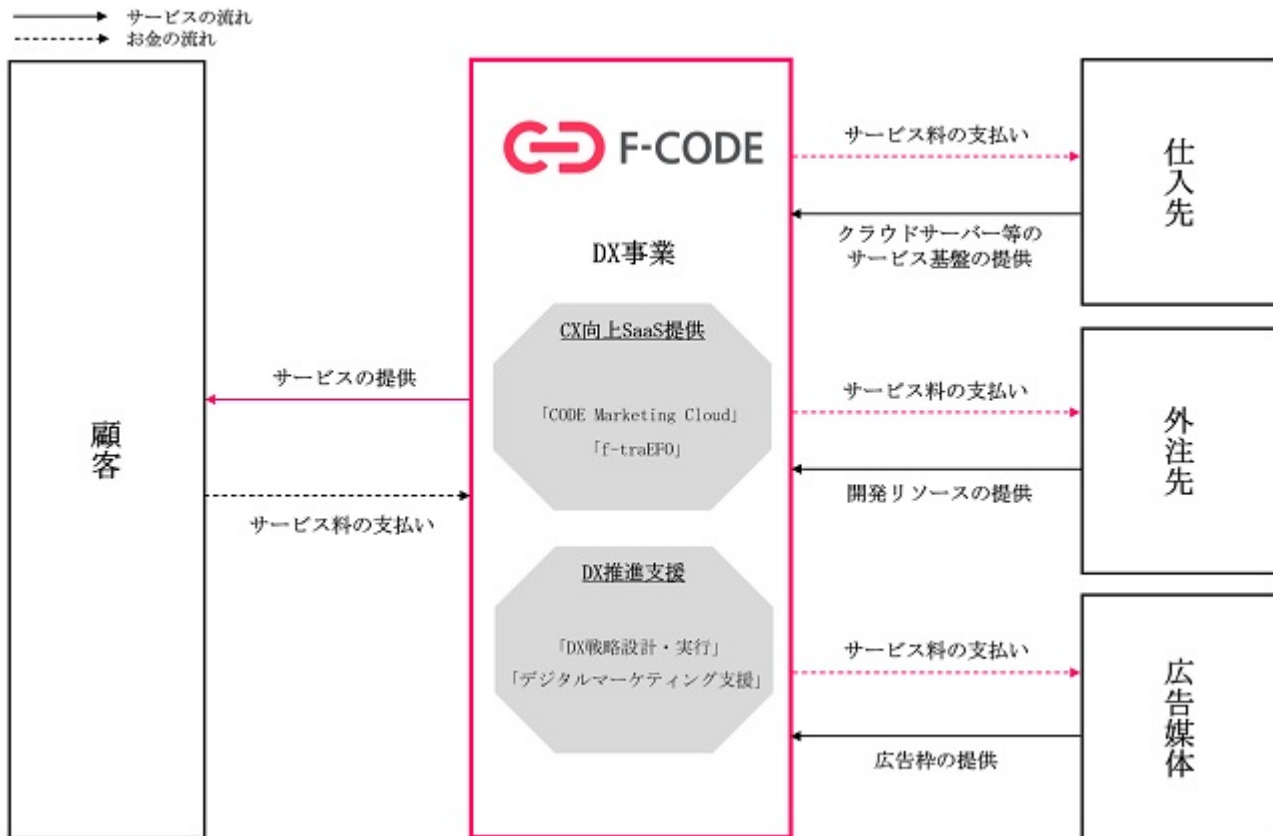 サービスの流れ
お金の流れ
顧客
サービスの提供
サービス料の支払い
F-CODE
DX事業
CX向上SaaS提供
「CODE Marketing Cloud」
「f-traEFO」
DX推進支援
「DX戦略設計・実行」
「デジタルマーケティング支援」
サービス料の支払い
クラウドサーバー等の
サービス基盤の提供
仕入先
サービス料の支払い
開発リソースの提供
外注先
サービス料の支払い
広告枠の提供
広告媒体